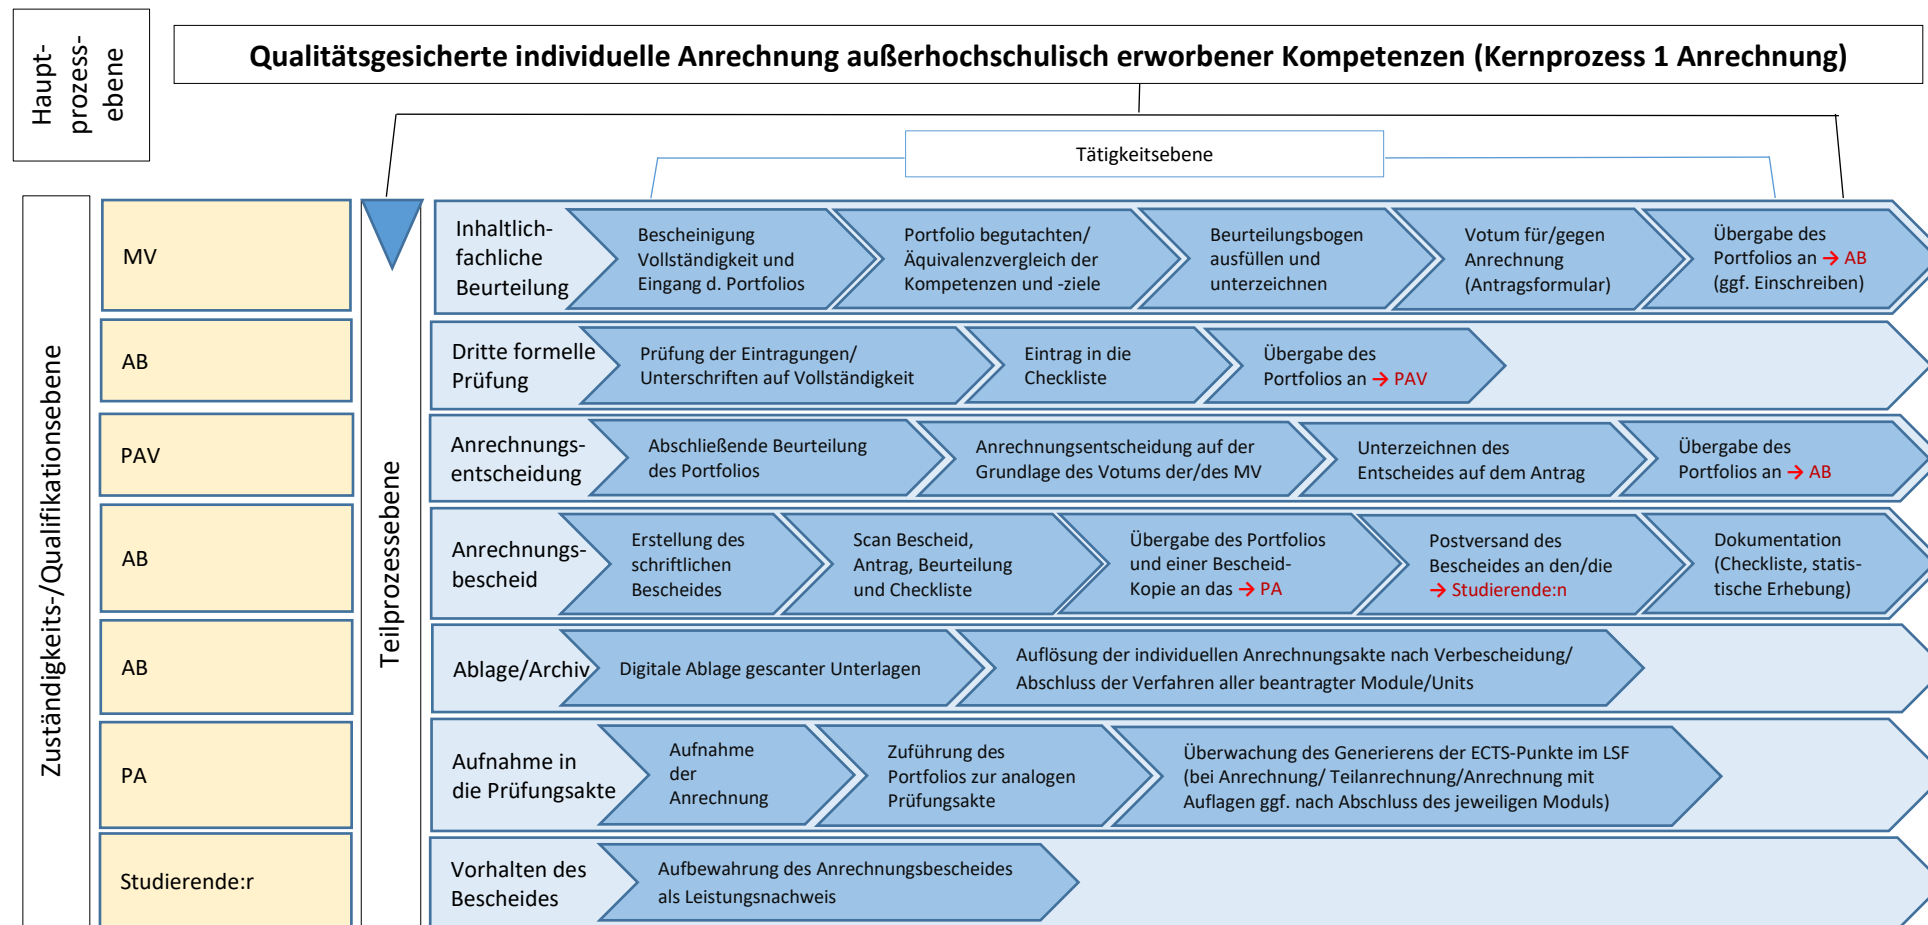 Haupt-
prozess-
ebene
Qualitätsgesicherte individuelle Anrechnung außerhochschulisch erworbener Kompetenzen (Kernprozess 1 Anrechnung)
Tätigkeitsebene
Zuständigkeits-/Qualifikationsebene
Teilprozessebene
MV
Inhaltlich-
fachliche
Beurteilung
Bescheinigung
Vollständigkeit und
Eingang d. Portfolios
Portfolio begutachten/
Äquivalenzvergleich der
Kompetenzen und -ziele
Beurteilungsbogen
ausfüllen und
unterzeichnen
Votum für/gegen
Anrechnung
(Antragsformular)
Übergabe des
Portfolios an → AB
(ggf. Einschreiben)
AB
Dritte formelle
Prüfung
Prüfung der Eintragungen/
Unterschriften auf Vollständigkeit
Eintrag in die
Checkliste
Übergabe des
Portfolios an → PAV
PAV
Anrechnungs-
entscheidung
Abschließende Beurteilung
des Portfolios
Anrechnungsentscheidung auf der
Grundlage des Votums der/des MV
Unterzeichnen des
Entscheides auf dem Antrag
Übergabe des
Portfolios an → AB
AB
Anrechnungs-
bescheid
Erstellung des
schriftlichen
Bescheides
Scan Bescheid,
Antrag, Beurteilung
und Checkliste
Übergabe des Portfolios
und einer Bescheid-
Kopie an das → PA
Postversand des
Bescheides an den/die
→ Studierende:n
Dokumentation
(Checkliste, statis-
tische Erhebung)
AB
Ablage/Archiv
Digitale Ablage gescanter Unterlagen
Auflösung der individuellen Anrechnungsakte nach Verbescheidung/
Abschluss der Verfahren aller beantragter Module/Units
PA
Aufnahme in
die Prüfungsakte
Aufnahme
der
Anrechnung
Zuführung des
Portfolios zur analogen
Prüfungsakte
Überwachung des Generierens der ECTS-Punkte im LSF
(bei Anrechnung/ Teilanrechnung/Anrechnung mit
Auflagen ggf. nach Abschluss des jeweiligen Moduls)
Studierende:r
Vorhalten des
Bescheides
Aufbewahrung des Anrechnungsbescheides
als Leistungsnachweis